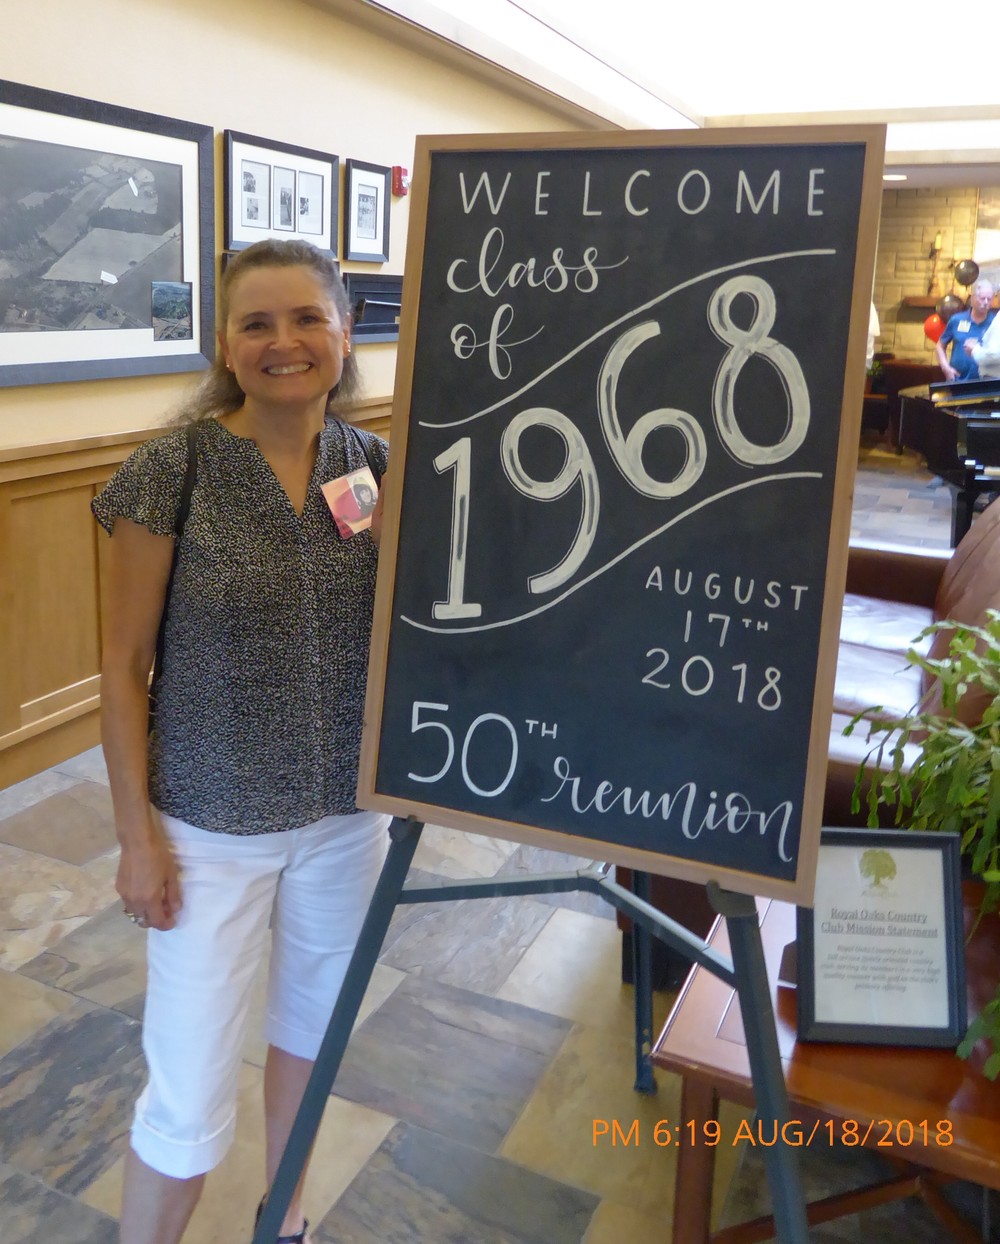 WELCOME
class
of
1968
AUGUST
17TH
2018
50TH reunion
Royal Oaks Country
Club Mission Statement
PM 6:19 AUG/18/2018